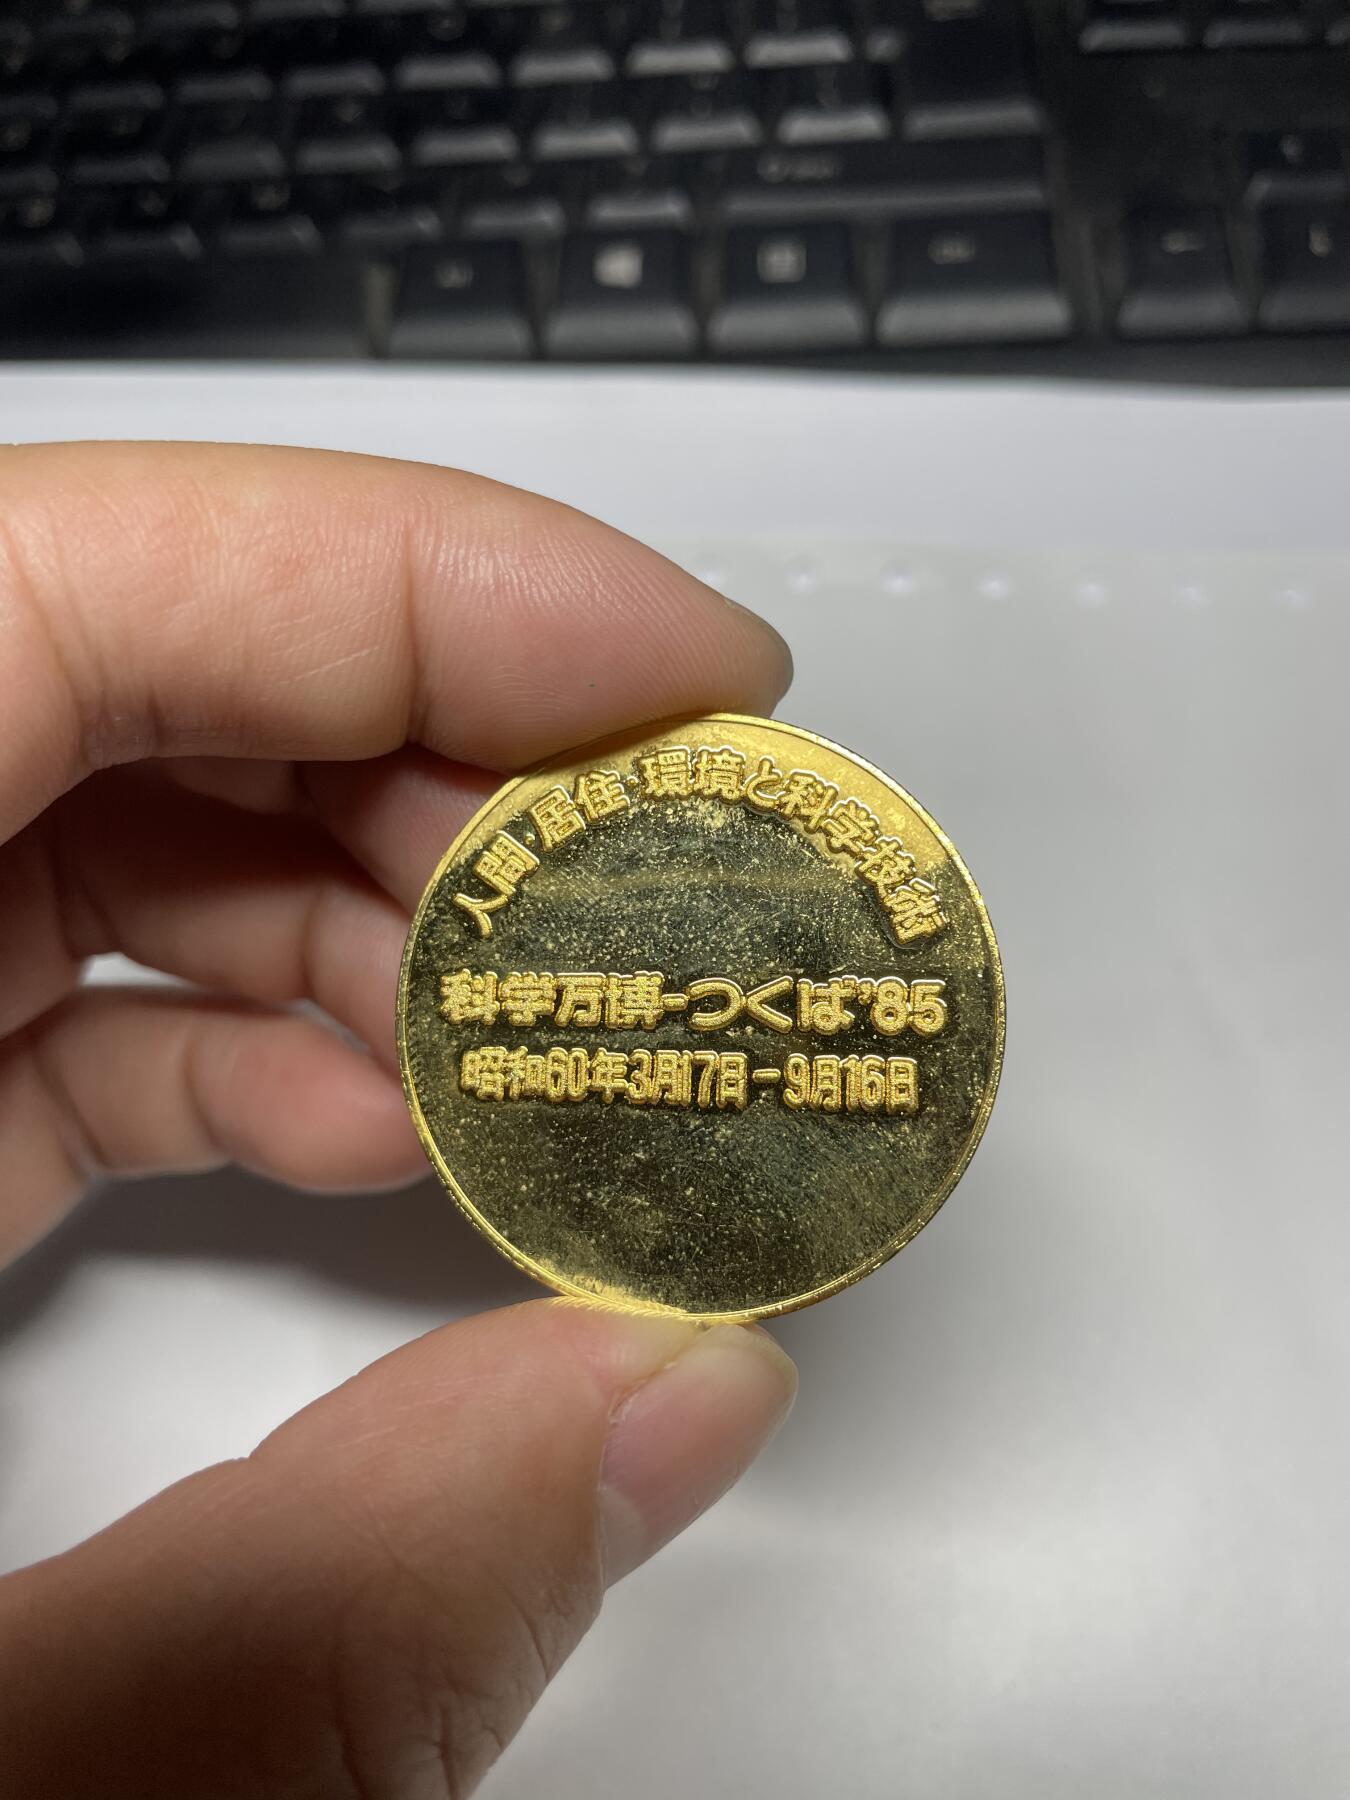 人間・居住・環境と科学技術
科学万博-つくば'85
昭和60年3月17日-9月16日